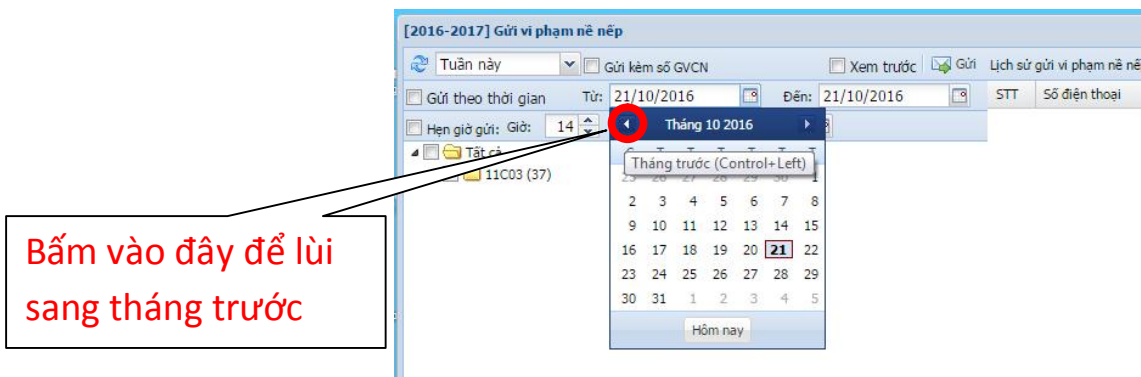 [2016-2017] Gửi vi phạm nề nếp
Tuần này Gửi kèm số GVCN Xem trước Gửi Lịch sử gửi vi phạm nề nế
Gửi theo thời gian Từ: 21/10/2016 Đến: 21/10/2016 STT Số điện thoại
Hẹn giờ gửi: Giờ: 14 Tháng 10 2016
Tất cả
Tháng trước (Control+Left)
11C03 (37)
1
2 3 4 5 6 7 8
9 10 11 12 13 14 15
16 17 18 19 20 21 22
23 24 25 26 27 28 29
30 31 1 2 3 4 5
Hôm nay
Bấm vào đây để lùi
sang tháng trước